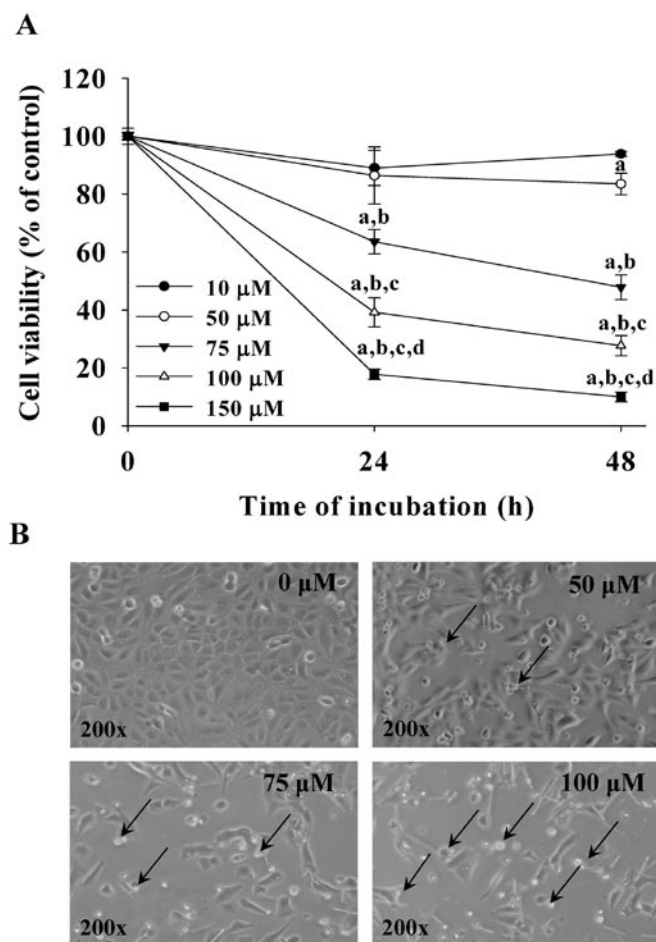 A
Cell viability (% of control)
120
100
80
60
40
20
0
a
a,b
a,b
a,b,c
a,b,c
a,b,c,d
a,b,c,d
10 μM
50 μM
75 μM
100 μM
150 μM
0
24
48
Time of incubation (h)
B
0 μM
200x
50 μM
200x
75 μM
200x
100 μM
200x